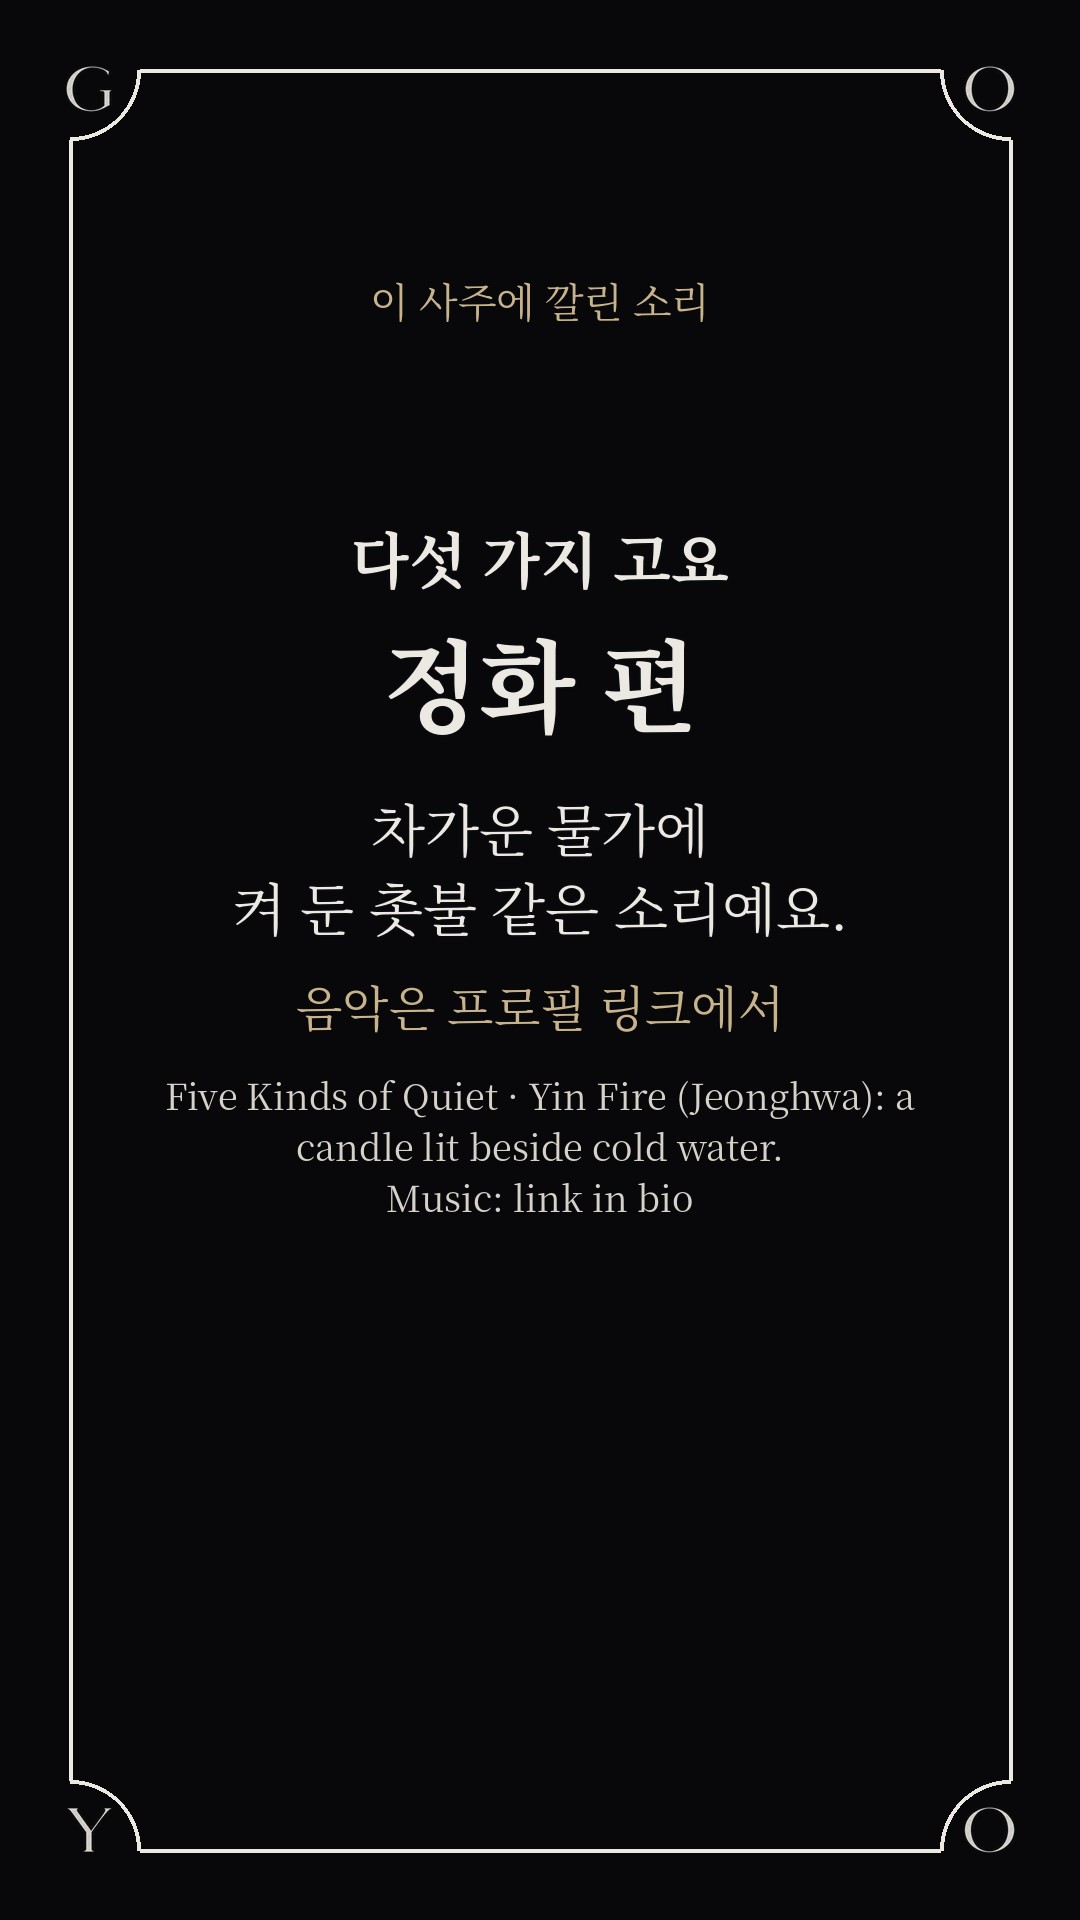 G O
이 사주에 깔린 소리
다섯 가지 고요
정화 편
차가운 물가에
켜 둔 촛불 같은 소리예요.
음악은 프로필 링크에서
Five Kinds of Quiet · Yin Fire (Jeonghwa): a
candle lit beside cold water.
Music: link in bio
Y O